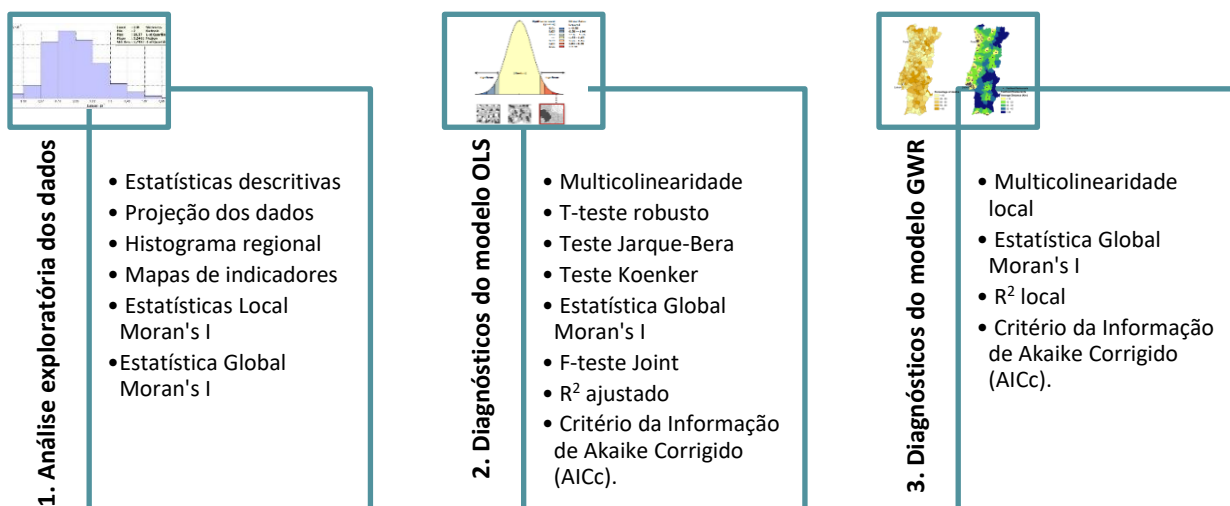 1. Análise exploratória dos dados
• Estatísticas descritivas
• Projeção dos dados
• Histograma regional
• Mapas de indicadores
• Estatísticas Local
Moran's I
•Estatística Global
Moran's I
2. Diagnósticos do modelo OLS
• Multicolinearidade
• T-teste robusto
• Teste Jarque-Bera
• Teste Koenker
• Estatística Global
Moran's I
• F-teste Joint
• R² ajustado
• Critério da Informação
de Akaike Corrigido
(AICc).
3. Diagnósticos do modelo GWR
• Multicolinearidade
local
• Estatística Global
Moran's I
• R² local
• Critério da Informação
de Akaike Corrigido
(AICc).